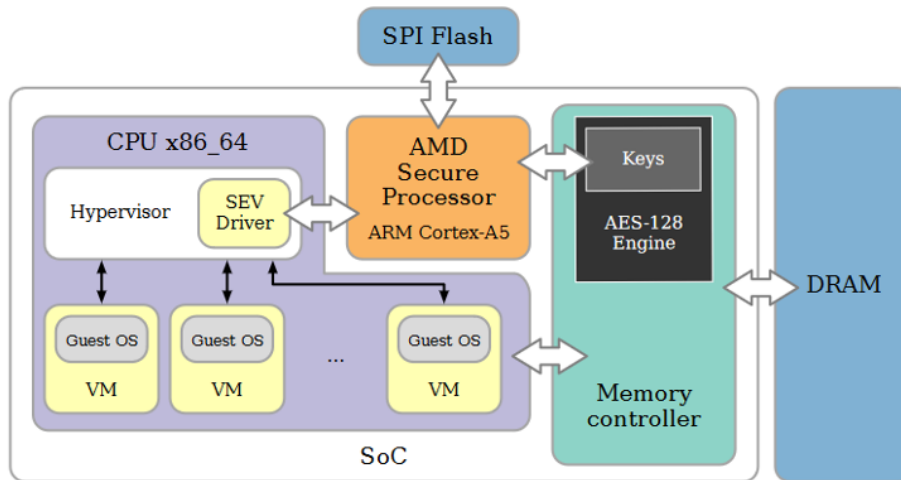 SPI Flash
CPU x86_64
Hypervisor
SEV
Driver
AMD
Secure
Processor
ARM Cortex-A5
Keys
AES-128
Engine
DRAM
Guest OS
VM
Guest OS
VM
...
Guest OS
VM
Memory
controller
SoC